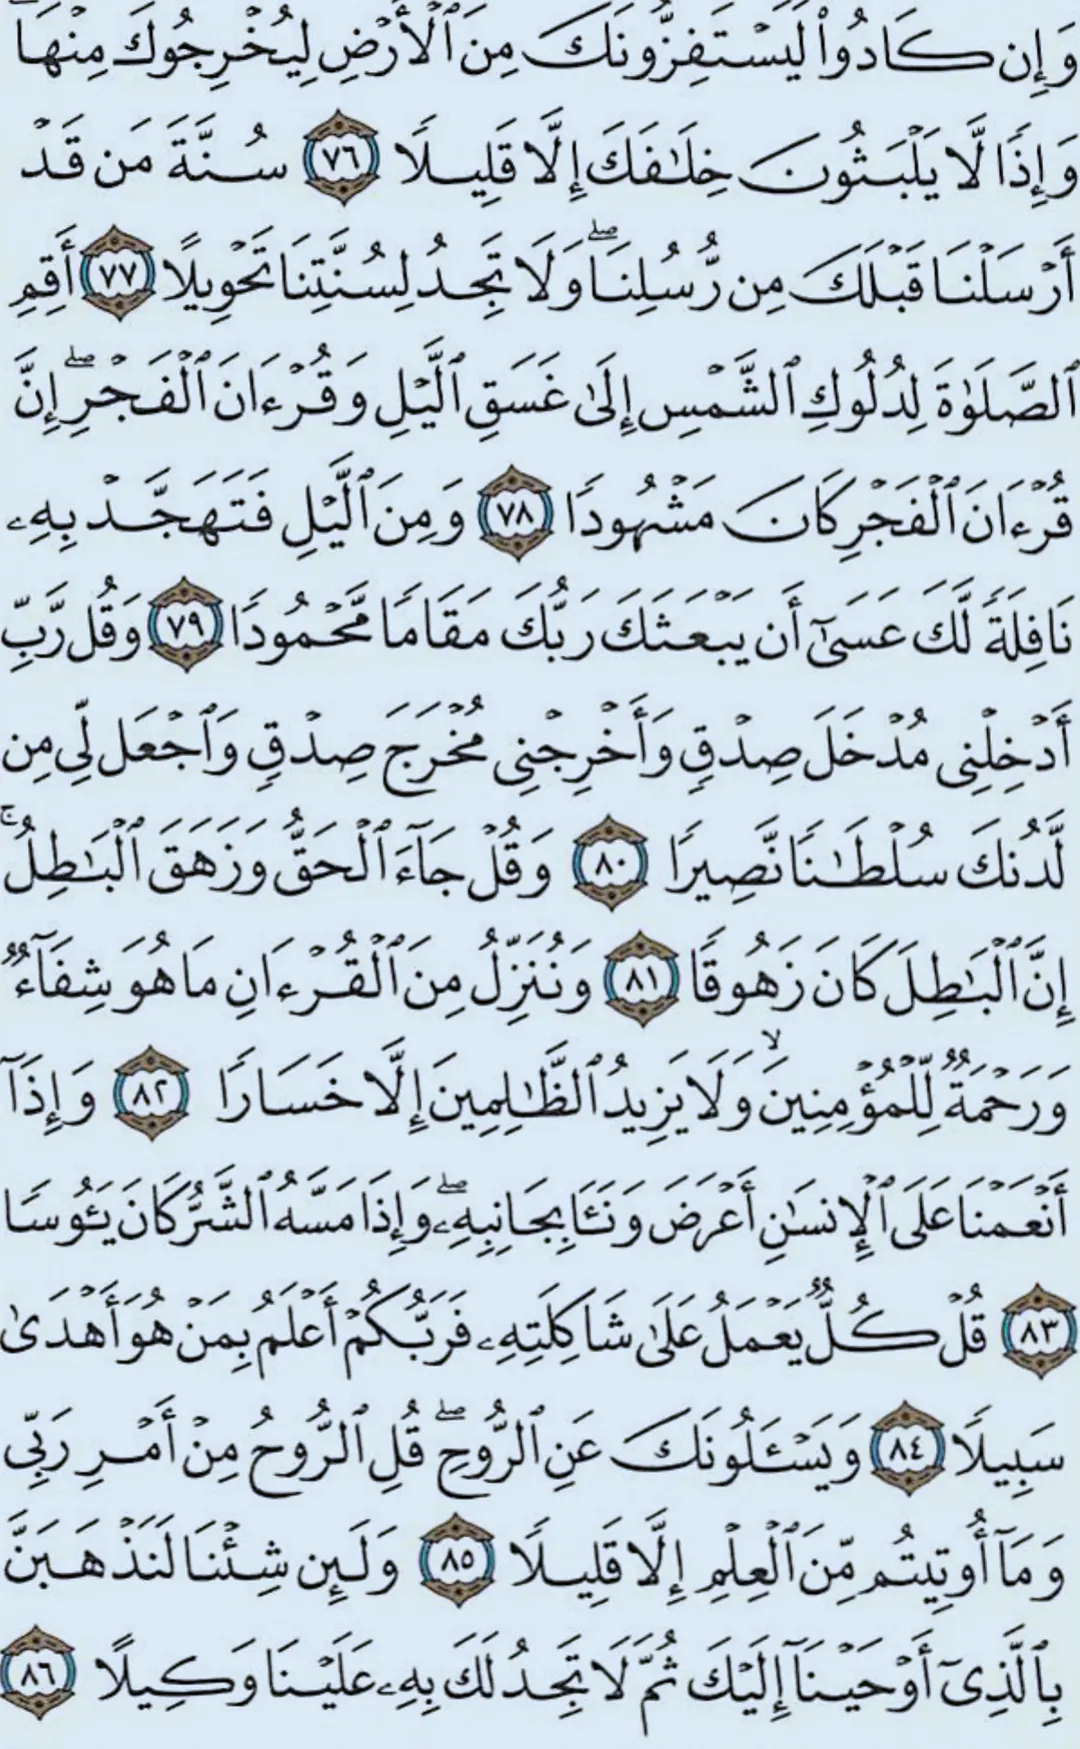 وَإِن كَادُوا۟ لَيَسْتَفِزُّونَكَ مِنَ ٱلْأَرْضِ لِيُخْرِجُوكَ مِنْهَا
وَإِذًا لَّا يَلْبَثُونَ خِلَـٰفَكَ إِلَّا قَلِيلًا ٧٦ سُنَّةَ مَن قَدْ
أَرْسَلْنَا قَبْلَكَ مِن رُّسُلِنَا ۖ وَلَا تَجِدُ لِسُنَّتِنَا تَحْوِيلًا ٧٧ أَقِمِ
ٱلصَّلَوٰةَ لِدُلُوكِ ٱلشَّمْسِ إِلَىٰ غَسَقِ ٱلَّيْلِ وَقُرْءَانَ ٱلْفَجْرِ ۖ إِنَّ
قُرْءَانَ ٱلْفَجْرِ كَانَ مَشْهُودًا ٧٨ وَمِنَ ٱلَّيْلِ فَتَهَجَّدْ بِهِۦ
نَافِلَةً لَّكَ عَسَىٰٓ أَن يَبْعَثَكَ رَبُّكَ مَقَامًا مَّحْمُودًا ٧٩ وَقُل رَّبِّ
أَدْخِلْنِى مُدْخَلَ صِدْقٍ وَأَخْرِجْنِى مُخْرَجَ صِدْقٍ وَٱجْعَل لِّى مِن
لَّدُنكَ سُلْطَـٰنًا نَّصِيرًا ٨٠ وَقُلْ جَآءَ ٱلْحَقُّ وَزَهَقَ ٱلْبَـٰطِلُ ۚ
إِنَّ ٱلْبَـٰطِلَ كَانَ زَهُوقًا ٨١ وَنُنَزِّلُ مِنَ ٱلْقُرْءَانِ مَا هُوَ شِفَآءٌ
وَرَحْمَةٌ لِّلْمُؤْمِنِينَ ۙ وَلَا يَزِيدُ ٱلظَّـٰلِمِينَ إِلَّا خَسَارًا ٨٢ وَإِذَآ
أَنْعَمْنَا عَلَى ٱلْإِنسَـٰنِ أَعْرَضَ وَنَـَٔا بِجَانِبِهِۦ ۖ وَإِذَا مَسَّهُ ٱلشَّرُّ كَانَ يَـُٔوسًا
٨٣ قُلْ كُلٌّ يَعْمَلُ عَلَىٰ شَاكِلَتِهِۦ فَرَبُّكُمْ أَعْلَمُ بِمَنْ هُوَ أَهْدَىٰ
سَبِيلًا ٨٤ وَيَسْـَٔلُونَكَ عَنِ ٱلرُّوحِ ۖ قُلِ ٱلرُّوحُ مِنْ أَمْرِ رَبِّى
وَمَآ أُوتِيتُم مِّنَ ٱلْعِلْمِ إِلَّا قَلِيلًا ٨٥ وَلَئِن شِئْنَا لَنَذْهَبَنَّ
بِٱلَّذِىٓ أَوْحَيْنَآ إِلَيْكَ ثُمَّ لَا تَجِدُ لَكَ بِهِۦ عَلَيْنَا وَكِيلًا ٨٦